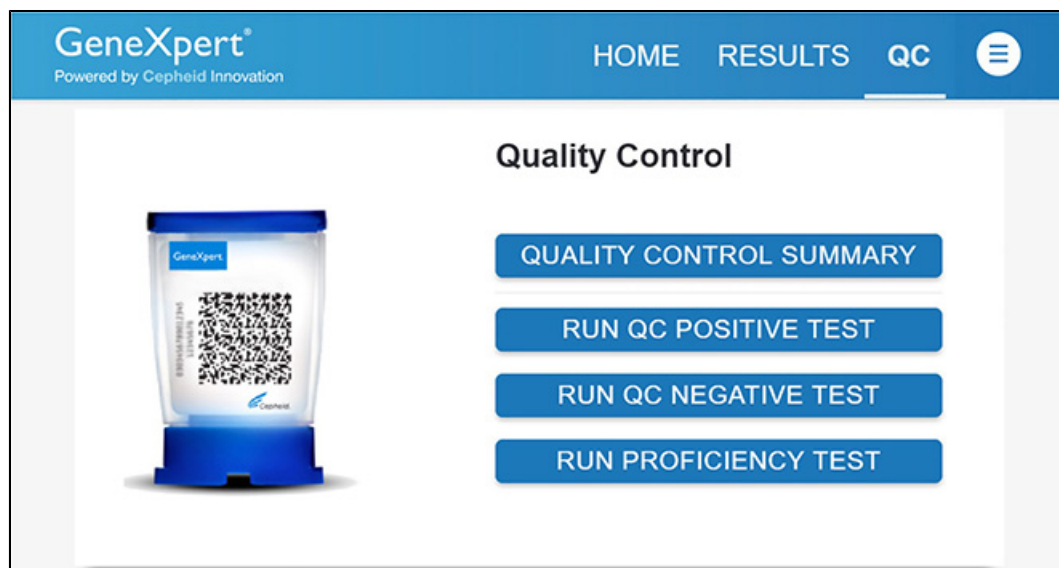 GeneXpert®
Powered by Cepheid Innovation
HOME RESULTS QC
Quality Control
GeneXpert
Cepheid.
QUALITY CONTROL SUMMARY
RUN QC POSITIVE TEST
RUN QC NEGATIVE TEST
RUN PROFICIENCY TEST